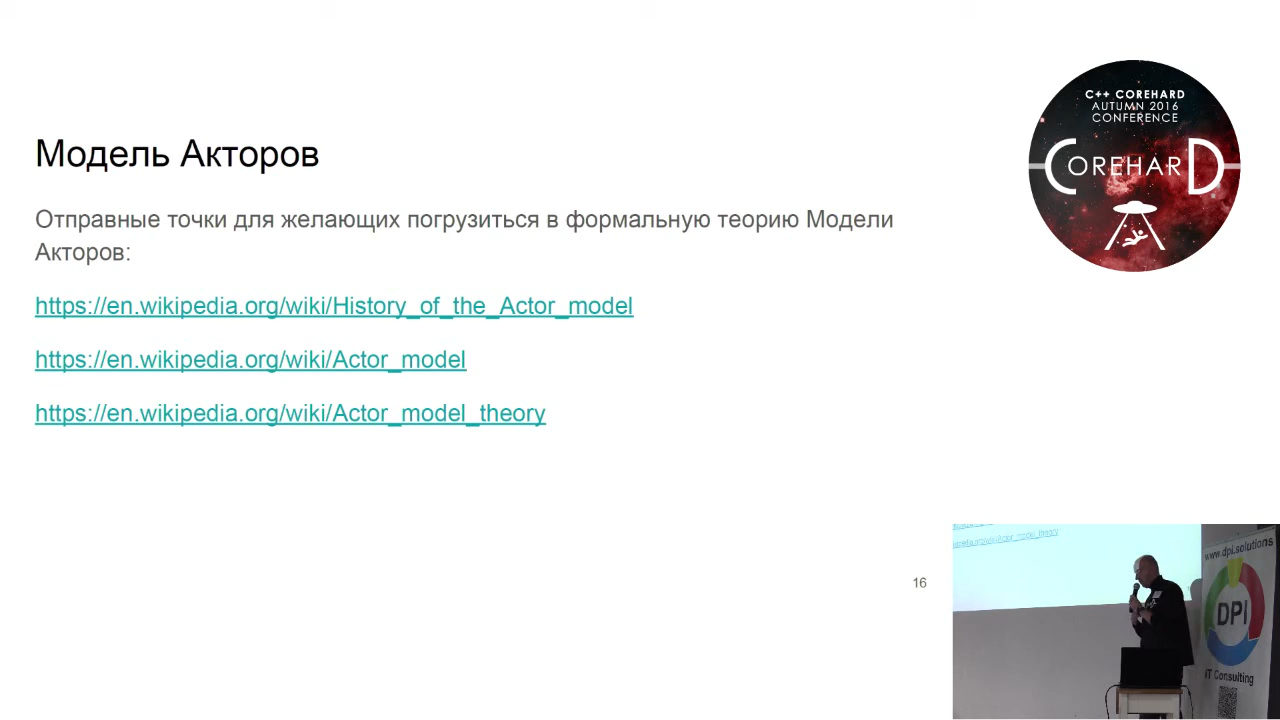 C++ COREHARD
AUTUMN 2016
CONFERENCE
COREHARD
Модель Акторов
Отправные точки для желающих погрузиться в формальную теорию Модели
Акторов:
https://en.wikipedia.org/wiki/History_of_the_Actor_model
https://en.wikipedia.org/wiki/Actor_model
https://en.wikipedia.org/wiki/Actor_model_theory
16
www.dpi.solutions
DPI
IT Consulting